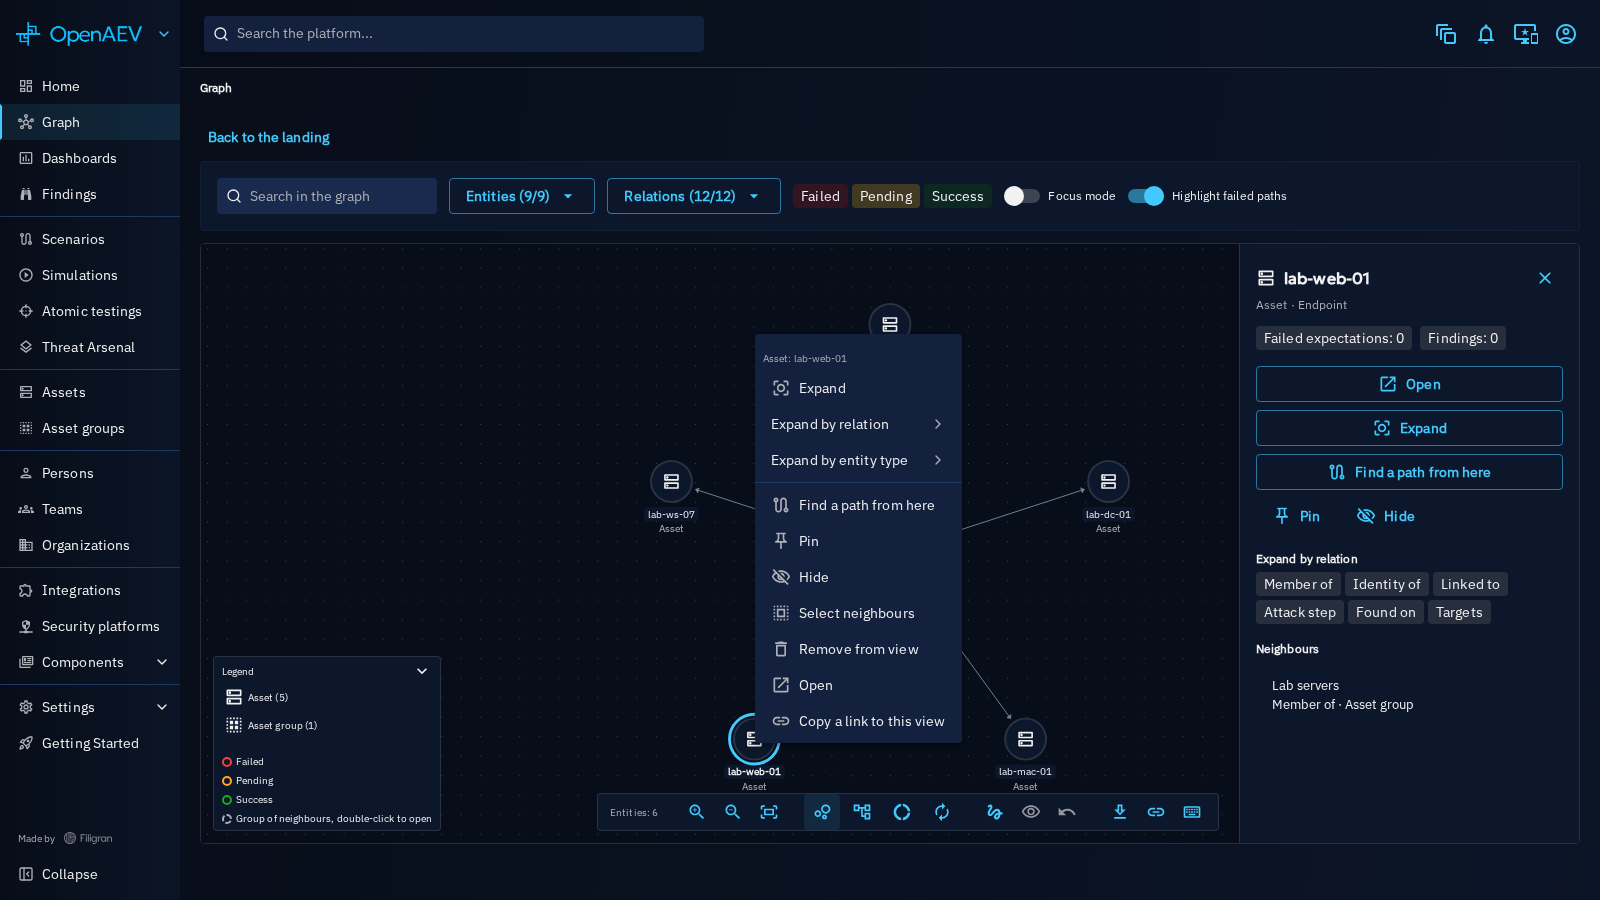 OpenAEV
Search the platform...
Home
Graph
Dashboards
Findings
Scenarios
Simulations
Atomic testings
Threat Arsenal
Assets
Asset groups
Persons
Teams
Organizations
Integrations
Security platforms
Components
Settings
Getting Started
Made by Filigran
Collapse
Graph
Back to the landing
Search in the graph
Entities (9/9)
Relations (12/12)
Failed
Pending
Success
Focus mode
Highlight failed paths
lab-ws-07
Asset
lab-dc-01
Asset
lab-web-01
Asset
lab-mac-01
Asset
Asset: lab-web-01
Expand
Expand by relation
Expand by entity type
Find a path from here
Pin
Hide
Select neighbours
Remove from view
Open
Copy a link to this view
Legend
Asset (5)
Asset group (1)
Failed
Pending
Success
Group of neighbours, double-click to open
Entities: 6
lab-web-01
Asset · Endpoint
Failed expectations: 0
Findings: 0
Open
Expand
Find a path from here
Pin
Hide
Expand by relation
Member of
Identity of
Linked to
Attack step
Found on
Targets
Neighbours
Lab servers
Member of · Asset group